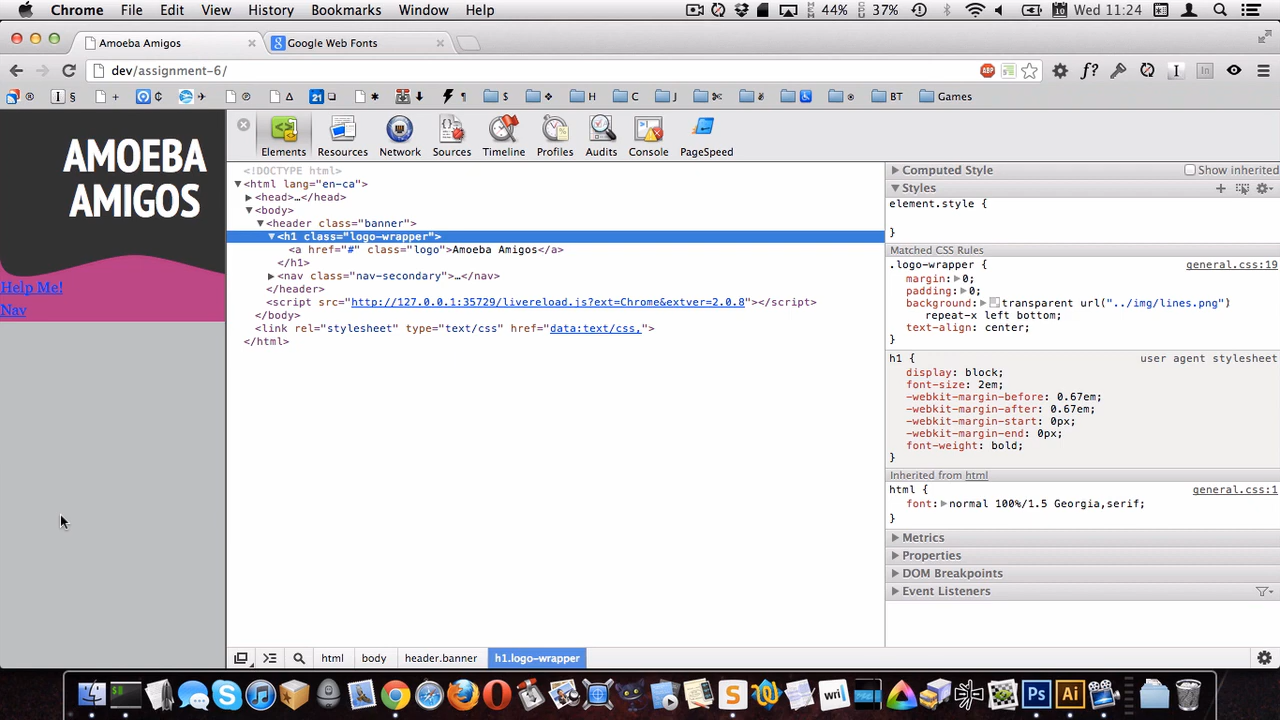 Chrome File Edit View History Bookmarks Window Help 44% 37% Wed 11:24
Amoeba Amigos Google Web Fonts
dev/assignment-6/
BT Games
AMOEBA
AMIGOS
Help Me!
Nav
Elements Resources Network Sources Timeline Profiles Audits Console PageSpeed
<!DOCTYPE html>
▼<html lang="en-ca">
▶<head>…</head>
▼<body>
▼<header class="banner">
▼<h1 class="logo-wrapper">
<a href="#" class="logo">Amoeba Amigos</a>
</h1>
▶<nav class="nav-secondary">…</nav>
</header>
<script src="http://127.0.0.1:35729/livereload.js?ext=Chrome&extver=2.0.8"></script>
</body>
<link rel="stylesheet" type="text/css" href="data:text/css,">
</html>
▶Computed Style Show inherited
▼Styles
element.style {
}
Matched CSS Rules
.logo-wrapper { general.css:19
margin:▶0;
padding:▶0;
background:▶transparent url("../img/lines.png")
repeat-x left bottom;
text-align: center;
}
h1 { user agent stylesheet
display: block;
font-size: 2em;
-webkit-margin-before: 0.67em;
-webkit-margin-after: 0.67em;
-webkit-margin-start: 0px;
-webkit-margin-end: 0px;
font-weight: bold;
}
Inherited from html
html { general.css:1
font:▶normal 100%/1.5 Georgia,serif;
}
▶Metrics
▶Properties
▶DOM Breakpoints
▶Event Listeners
html body header.banner h1.logo-wrapper
wri Ps Ai